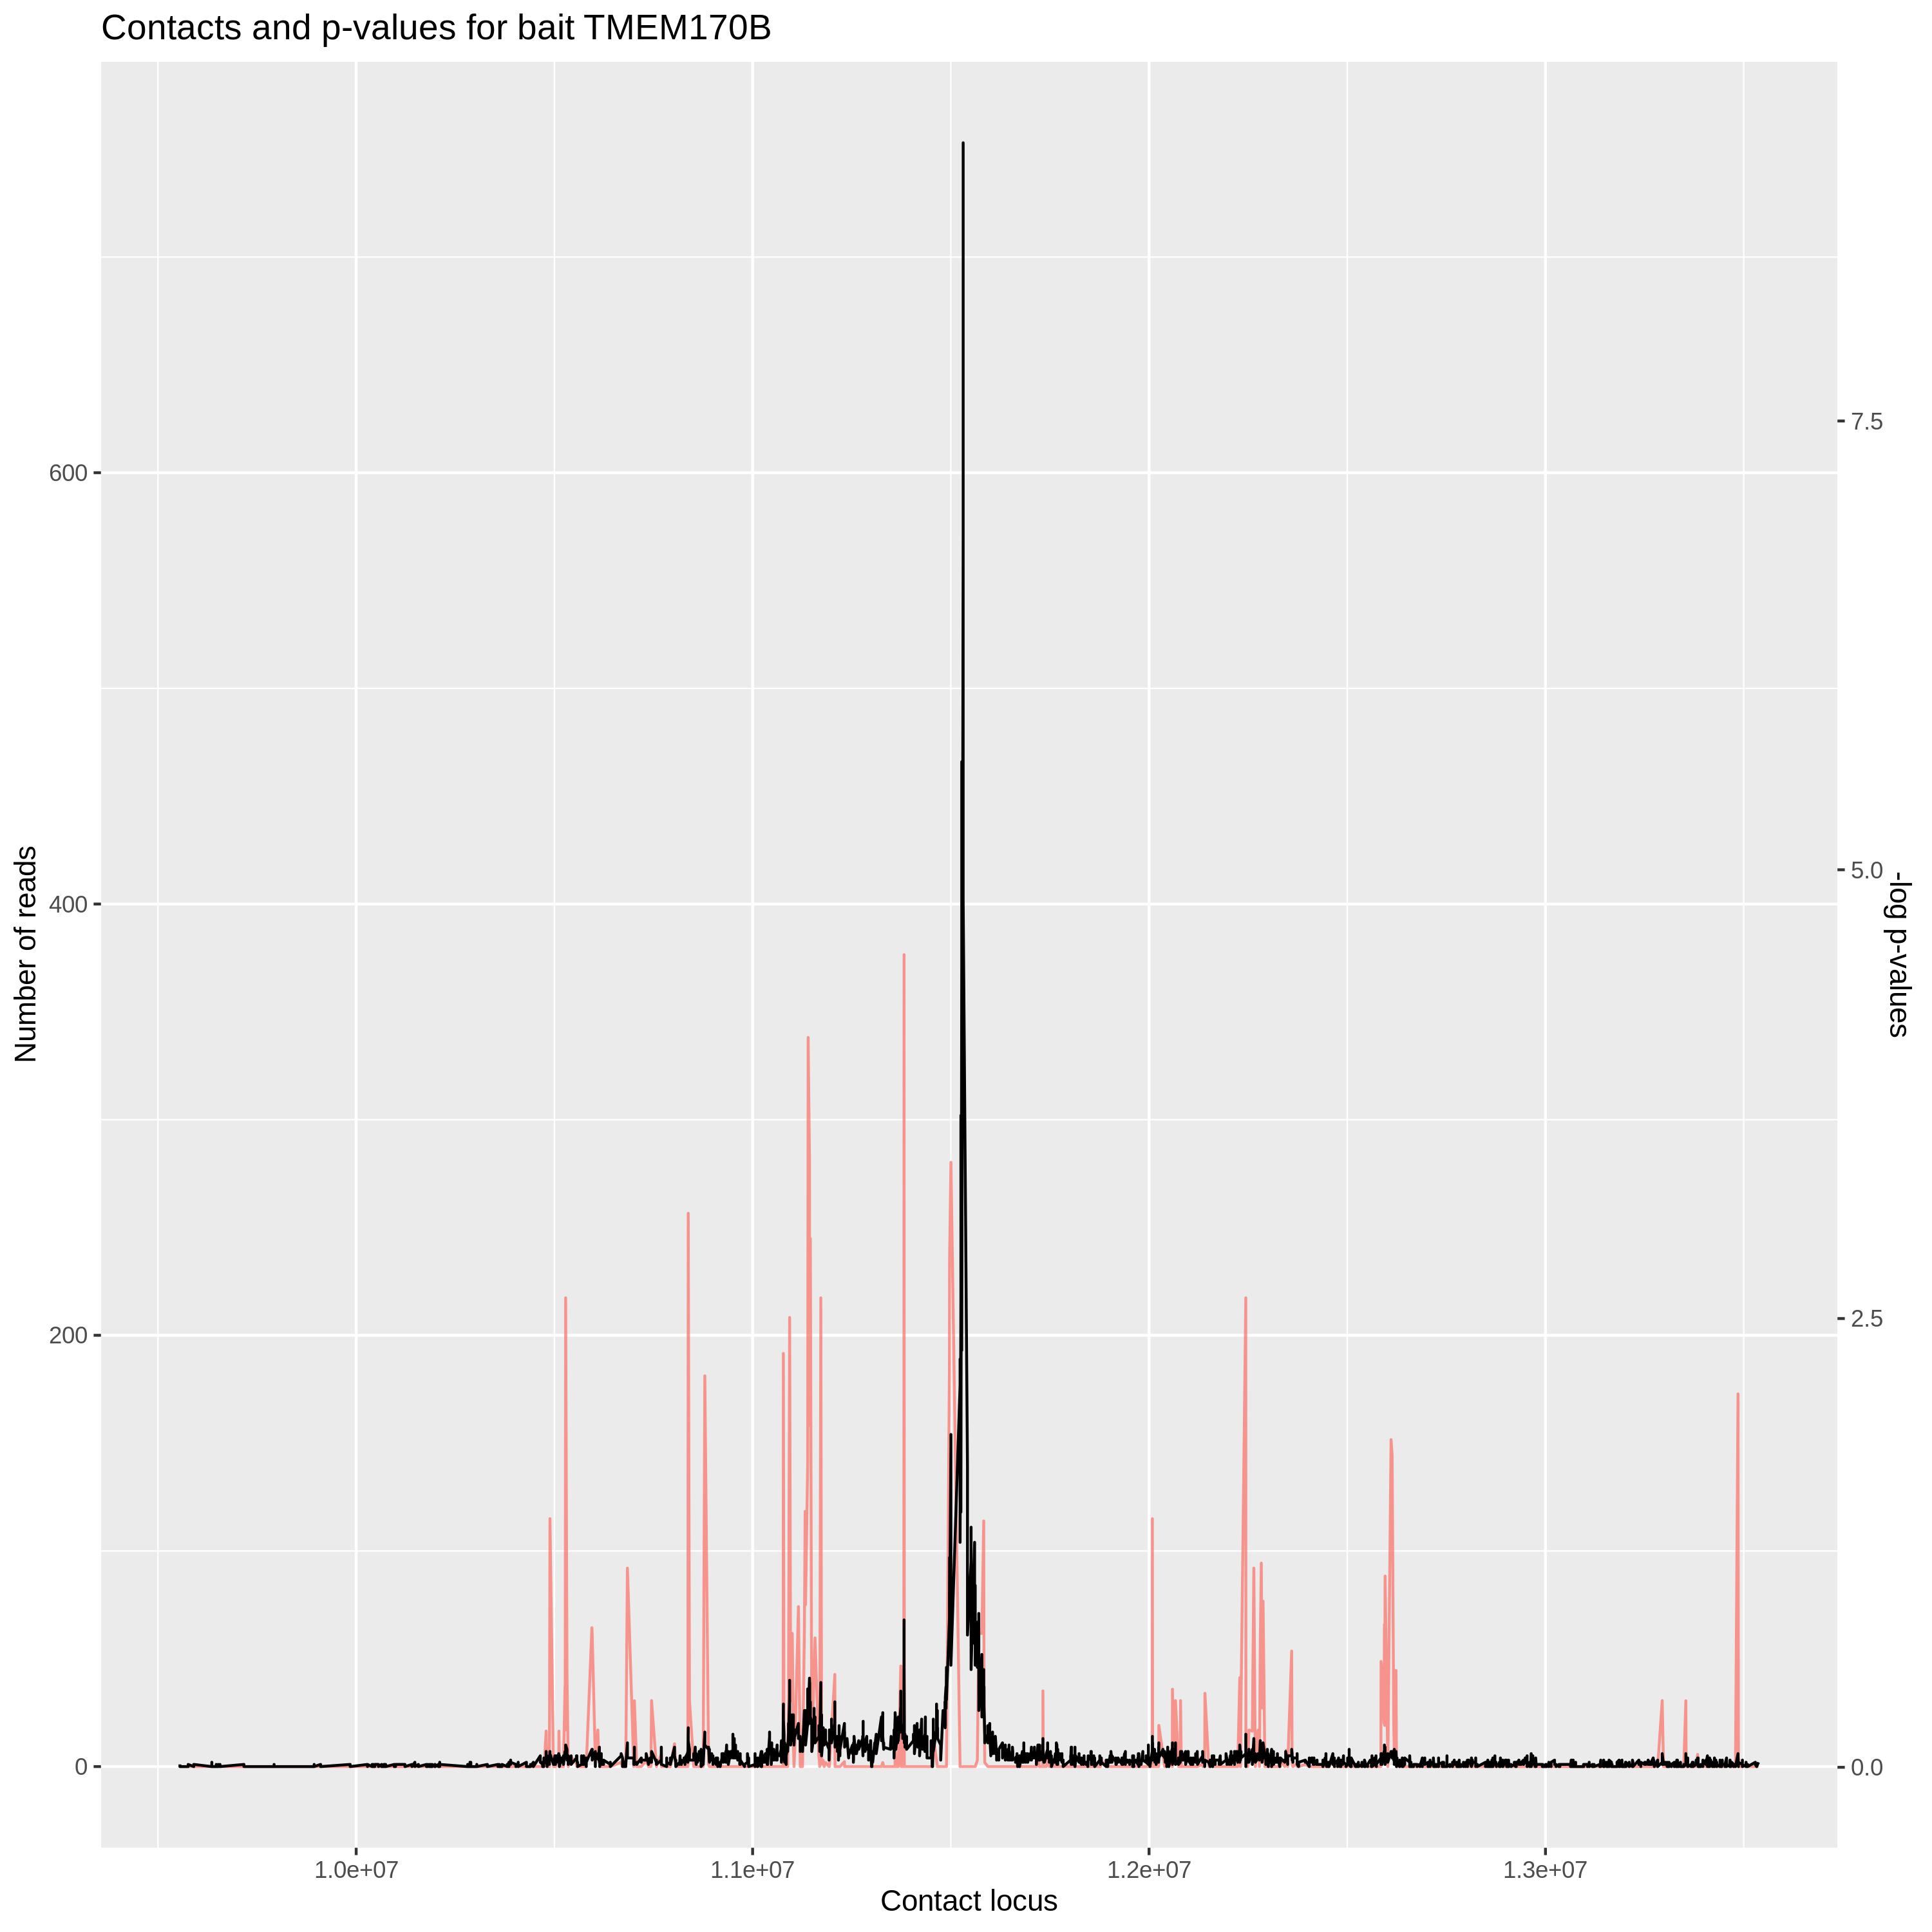 Contacts and p-values for bait TMEM170B
Number of reads
600
400
200
0
7.5
5.0
2.5
0.0
-log p-values
1.0e+07
1.1e+07
1.2e+07
1.3e+07
Contact locus